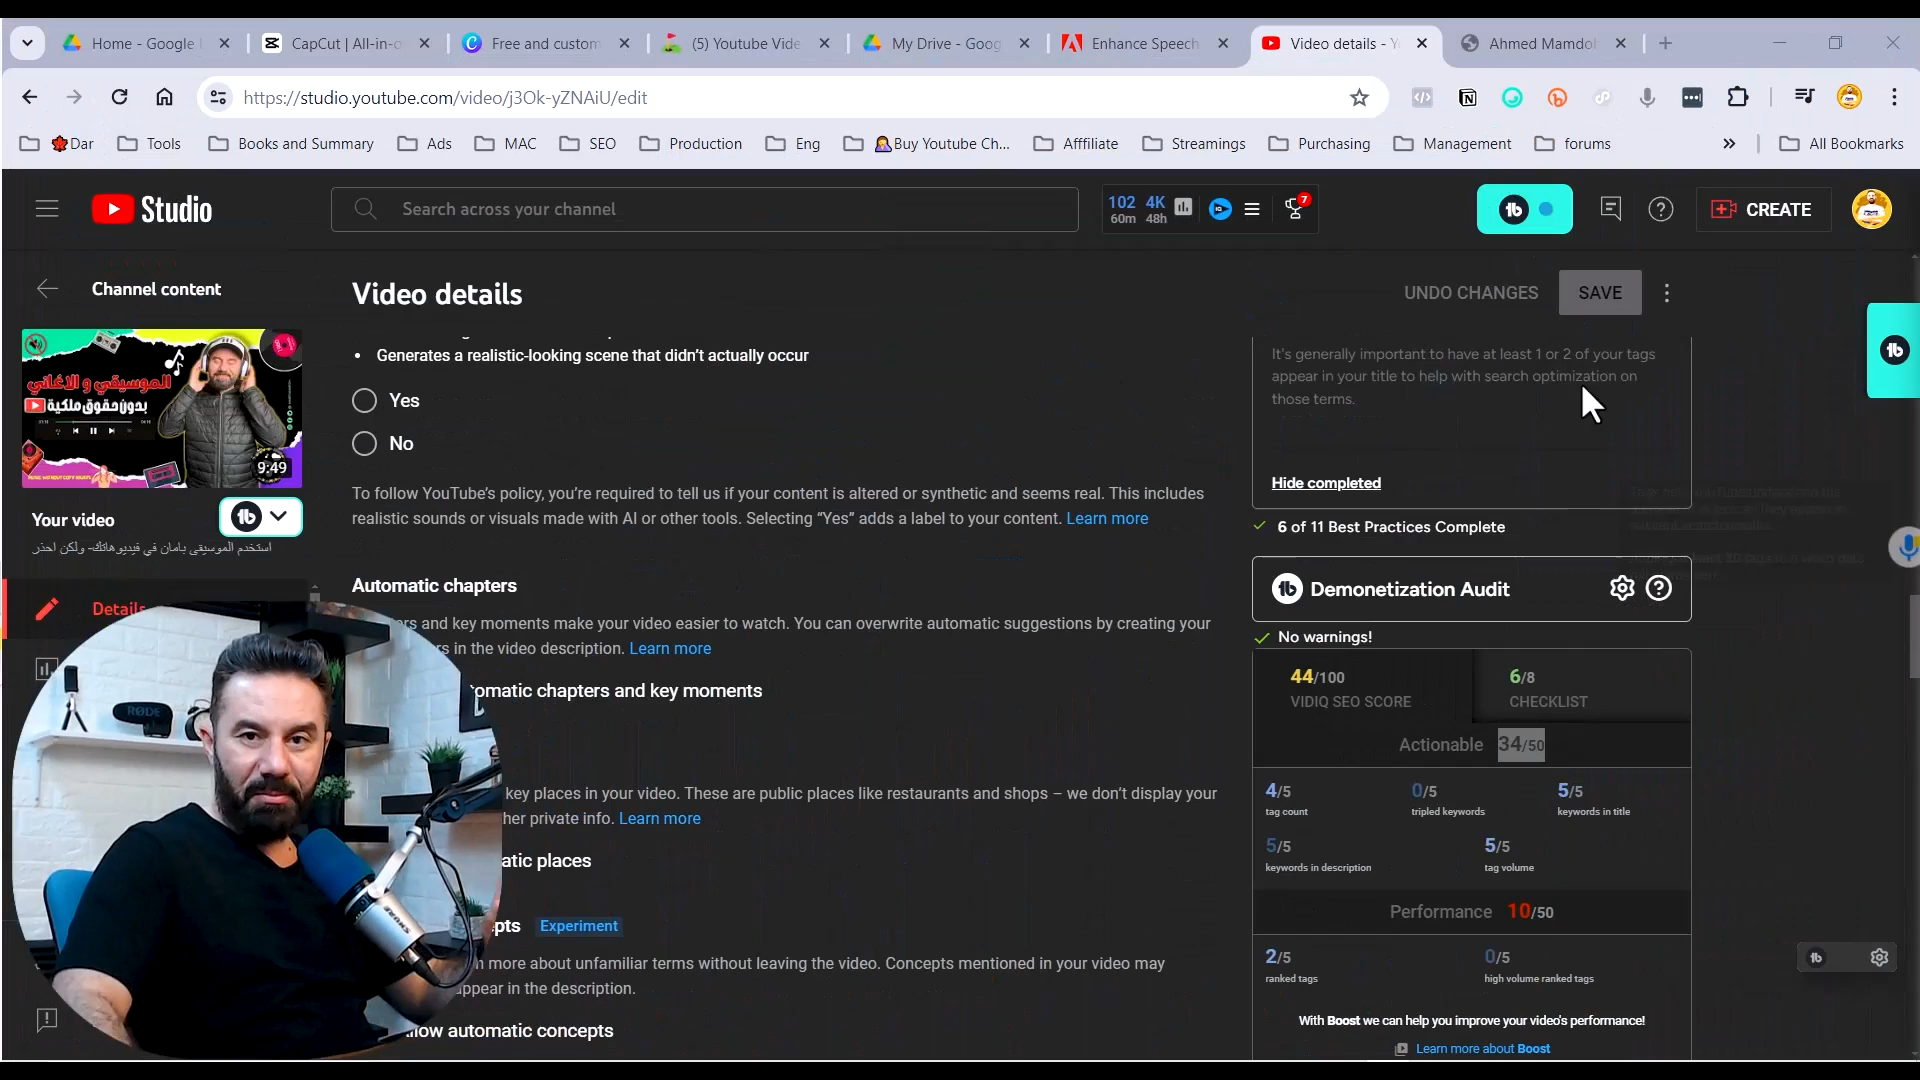 Home - Google
CapCut | All-in-o
Free and custom
(5) Youtube Vide
My Drive - Goog
Enhance Speech
Video details - Y
Ahmed Mamdo
https://studio.youtube.com/video/j3Ok-yZNAiU/edit
Dar
Tools
Books and Summary
Ads
MAC
SEO
Production
Eng
Buy Youtube Ch...
Afffiliate
Streamings
Purchasing
Management
forums
All Bookmarks
Studio
Search across your channel
102 4K
60m 48h
7
CREATE
Channel content
Video details
UNDO CHANGES
SAVE
الموسيقي و الاغاني
بدون حقوق ملكية
9:49
Your video
استخدم الموسيقى بامان في فيديوهاتك- ولكن احذر
Details
Generates a realistic-looking scene that didn't actually occur
Yes
No
To follow YouTube's policy, you're required to tell us if your content is altered or synthetic and seems real. This includes
realistic sounds or visuals made with AI or other tools. Selecting “Yes” adds a label to your content. Learn more
Automatic chapters
rs and key moments make your video easier to watch. You can overwrite automatic suggestions by creating your
rs in the video description. Learn more
tomatic chapters and key moments
key places in your video. These are public places like restaurants and shops – we don't display your
her private info. Learn more
atic places
epts Experiment
n more about unfamiliar terms without leaving the video. Concepts mentioned in your video may
appear in the description.
llow automatic concepts
RØDE
It's generally important to have at least 1 or 2 of your tags
appear in your title to help with search optimization on
those terms.
Hide completed
6 of 11 Best Practices Complete
Demonetization Audit
No warnings!
44/100
VIDIQ SEO SCORE
6/8
CHECKLIST
Actionable 34/50
4/5
tag count
0/5
tripled keywords
5/5
keywords in title
5/5
keywords in description
5/5
tag volume
Performance 10/50
2/5
ranked tags
0/5
high volume ranked tags
With Boost we can help you improve your video's performance!
Learn more about Boost